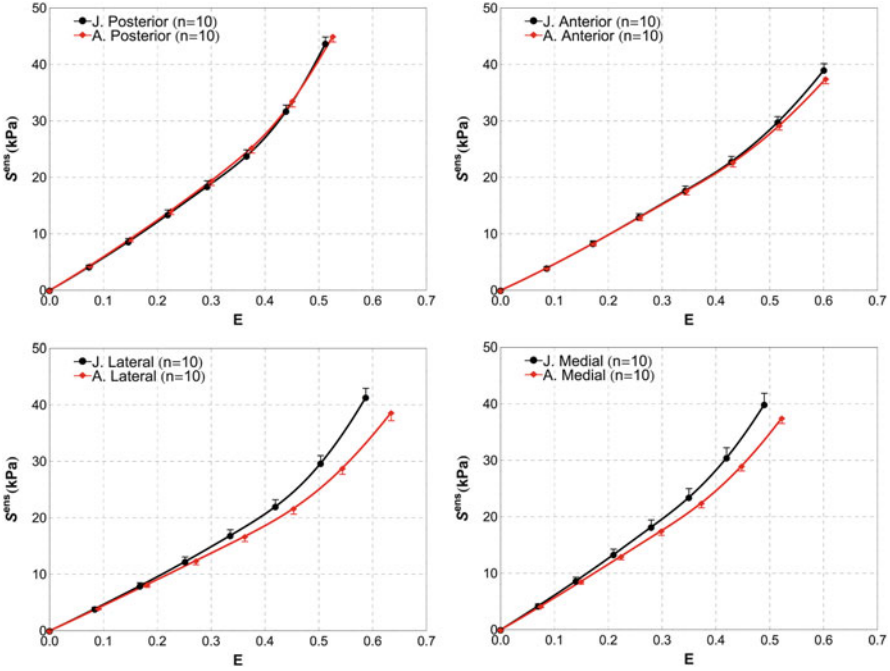 J. Posterior (n=10)
A. Posterior (n=10)
S^ens (kPa)
50
40
30
20
10
0
0.0 0.1 0.2 0.3 0.4 0.5 0.6 0.7
E
J. Anterior (n=10)
A. Anterior (n=10)
S^ens (kPa)
50
40
30
20
10
0
0.0 0.1 0.2 0.3 0.4 0.5 0.6 0.7
E
J. Lateral (n=10)
A. Lateral (n=10)
S^ens (kPa)
50
40
30
20
10
0
0.0 0.1 0.2 0.3 0.4 0.5 0.6 0.7
E
J. Medial (n=10)
A. Medial (n=10)
S^ens (kPa)
50
40
30
20
10
0
0.0 0.1 0.2 0.3 0.4 0.5 0.6 0.7
E